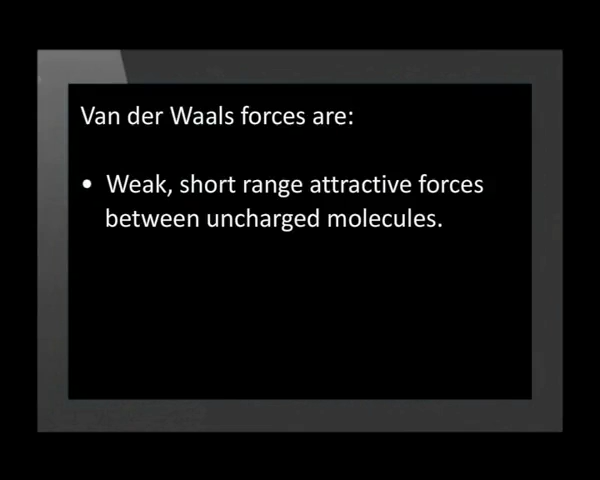 Van der Waals forces are:
• Weak, short range attractive forces
between uncharged molecules.